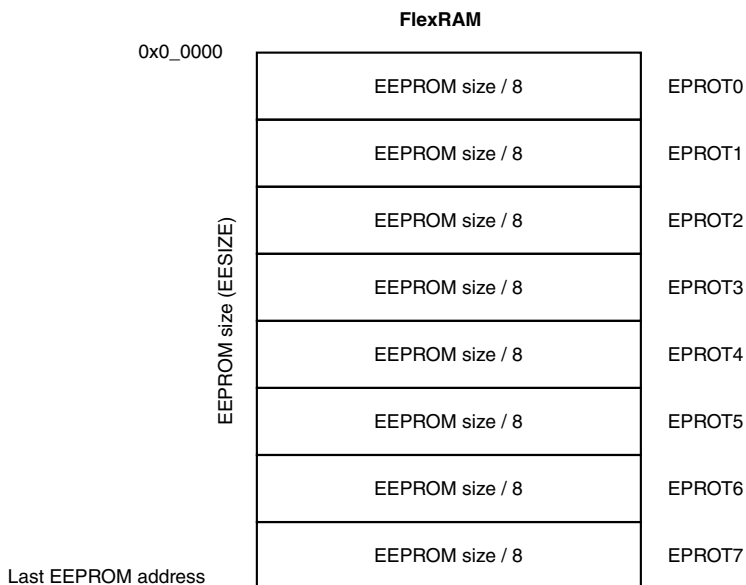 FlexRAM
0x0_0000
EEPROM size / 8 EPROT0
EEPROM size / 8 EPROT1
EEPROM size / 8 EPROT2
EEPROM size / 8 EPROT3
EEPROM size (EESIZE)
EEPROM size / 8 EPROT4
EEPROM size / 8 EPROT5
EEPROM size / 8 EPROT6
EEPROM size / 8 EPROT7
Last EEPROM address